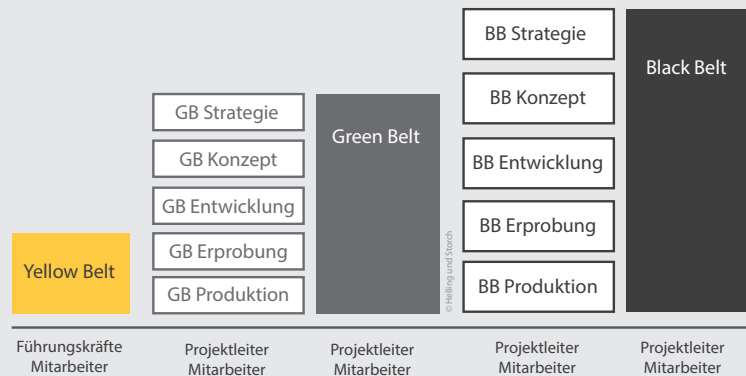 BB Strategie
Black Belt
BB Konzept
GB Strategie
Green Belt
GB Konzept
BB Entwicklung
GB Entwicklung
BB Erprobung
GB Erprobung
Yellow Belt
GB Produktion
BB Produktion
© Helling und Storch
Führungskräfte
Mitarbeiter
Projektleiter
Mitarbeiter
Projektleiter
Mitarbeiter
Projektleiter
Mitarbeiter
Projektleiter
Mitarbeiter